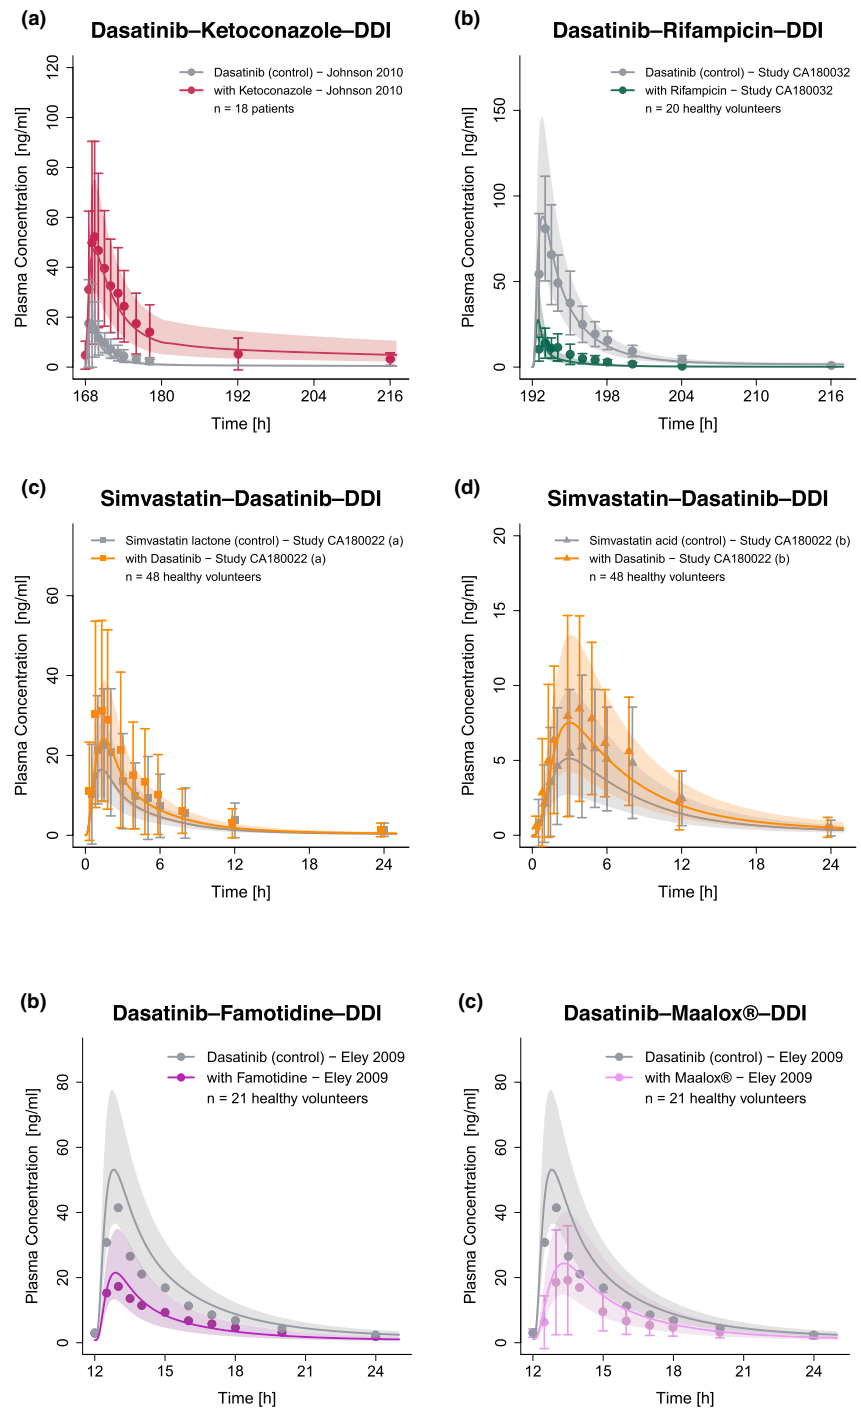 (a)
Dasatinib–Ketoconazole–DDI
Dasatinib (control) − Johnson 2010
with Ketoconazole − Johnson 2010
n = 18 patients
Plasma Concentration [ng/ml]
0 20 40 60 80 100 120
168 180 192 204 216
Time [h]
(b)
Dasatinib–Rifampicin–DDI
Dasatinib (control) − Study CA180032
with Rifampicin − Study CA180032
n = 20 healthy volunteers
Plasma Concentration [ng/ml]
0 50 100 150
192 198 204 210 216
Time [h]
(c)
Simvastatin–Dasatinib–DDI
Simvastatin lactone (control) − Study CA180022 (a)
with Dasatinib − Study CA180022 (a)
n = 48 healthy volunteers
Plasma Concentration [ng/ml]
0 20 40 60
0 6 12 18 24
Time [h]
(d)
Simvastatin–Dasatinib–DDI
Simvastatin acid (control) − Study CA180022 (b)
with Dasatinib − Study CA180022 (b)
n = 48 healthy volunteers
Plasma Concentration [ng/ml]
0 5 10 15 20
0 6 12 18 24
Time [h]
(b)
Dasatinib–Famotidine–DDI
Dasatinib (control) − Eley 2009
with Famotidine − Eley 2009
n = 21 healthy volunteers
Plasma Concentration [ng/ml]
0 20 40 60 80
12 15 18 21 24
Time [h]
(c)
Dasatinib–Maalox®–DDI
Dasatinib (control) − Eley 2009
with Maalox® − Eley 2009
n = 21 healthy volunteers
Plasma Concentration [ng/ml]
0 20 40 60 80
12 15 18 21 24
Time [h]